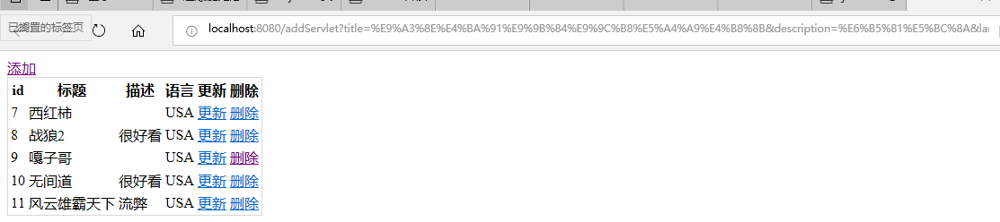 已搁置的标签页
localhost:8080/addServlet?title=%E9%A3%8E%E4%BA%91%E9%9B%84%E9%9C%B8%E5%A4%A9%E4%B8%8B&description=%E6%B5%81%E5%BC%8A&lan
添加
id 标题 描述 语言 更新 删除
7 西红柿 USA 更新 删除
8 战狼2 很好看 USA 更新 删除
9 嘎子哥 USA 更新 删除
10 无间道 很好看 USA 更新 删除
11 风云雄霸天下 流弊 USA 更新 删除